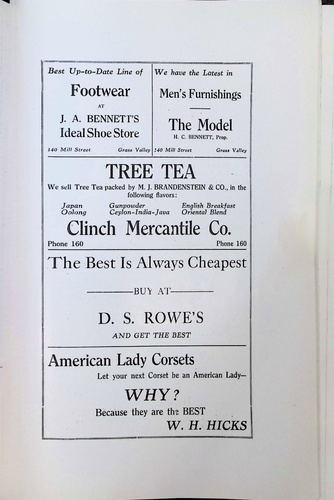 Best Up-to-Date Line of
Footwear
AT
J. A. BENNETT'S
Ideal Shoe Store
140 Mill Street Grass Valley
We have the Latest in
Men's Furnishings
The Model
H. C. BENNETT, Prop.
140 Mill Street Grass Valley
TREE TEA
We sell Tree Tea packed by M. J. BRANDENSTEIN & CO., in the
following flavors:
Japan Gunpowder English Breakfast
Oolong Ceylon-India-Java Oriental Blend
Clinch Mercantile Co.
Phone 160 Phone 160
The Best Is Always Cheapest
BUY AT
D. S. ROWE'S
AND GET THE BEST
American Lady Corsets
Let your next Corset be an American Lady—
WHY?
Because they are the BEST
W. H. HICKS